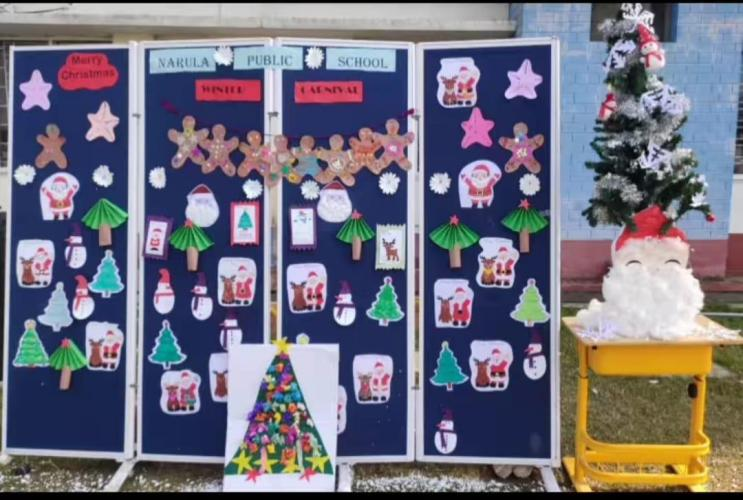 Merry
Christmas
NARULA PUBLIC SCHOOL
WINTER CARNIVAL